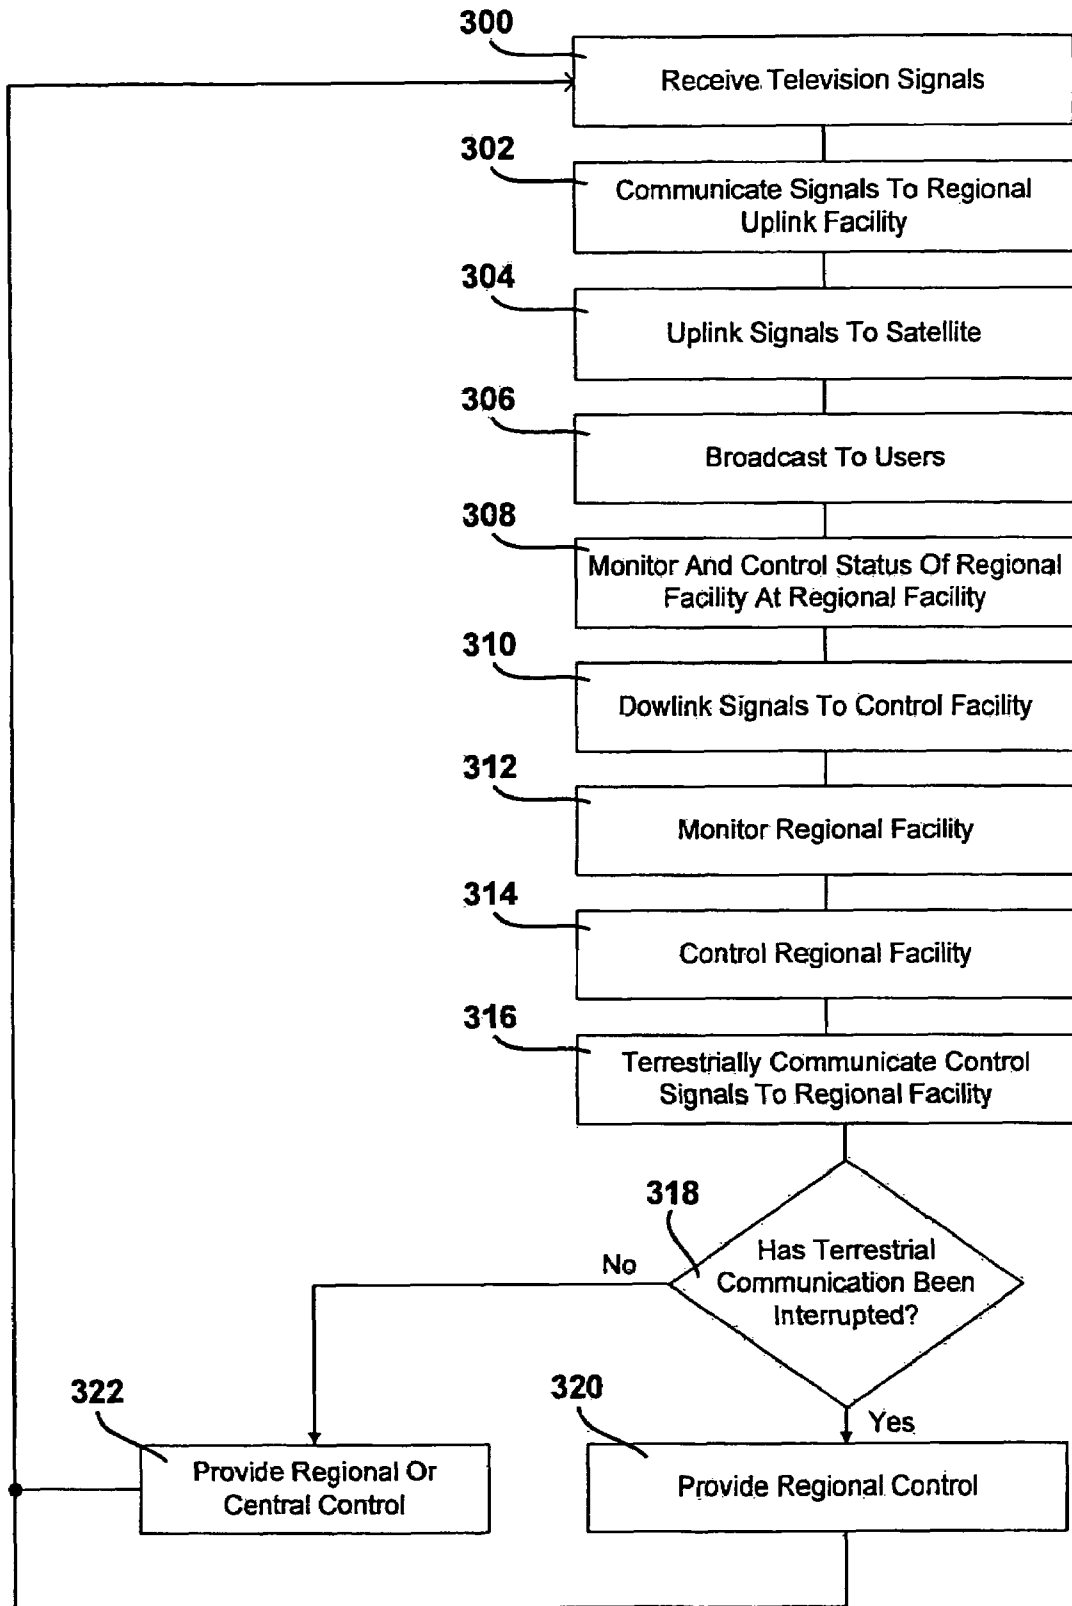 300
Receive Television Signals
302
Communicate Signals To Regional
Uplink Facility
304
Uplink Signals To Satellite
306
Broadcast To Users
308
Monitor And Control Status Of Regional
Facility At Regional Facility
310
Dowlink Signals To Control Facility
312
Monitor Regional Facility
314
Control Regional Facility
316
Terrestrially Communicate Control
Signals To Regional Facility
318
Has Terrestrial
Communication Been
Interrupted?
No
Yes
322
Provide Regional Or
Central Control
320
Provide Regional Control